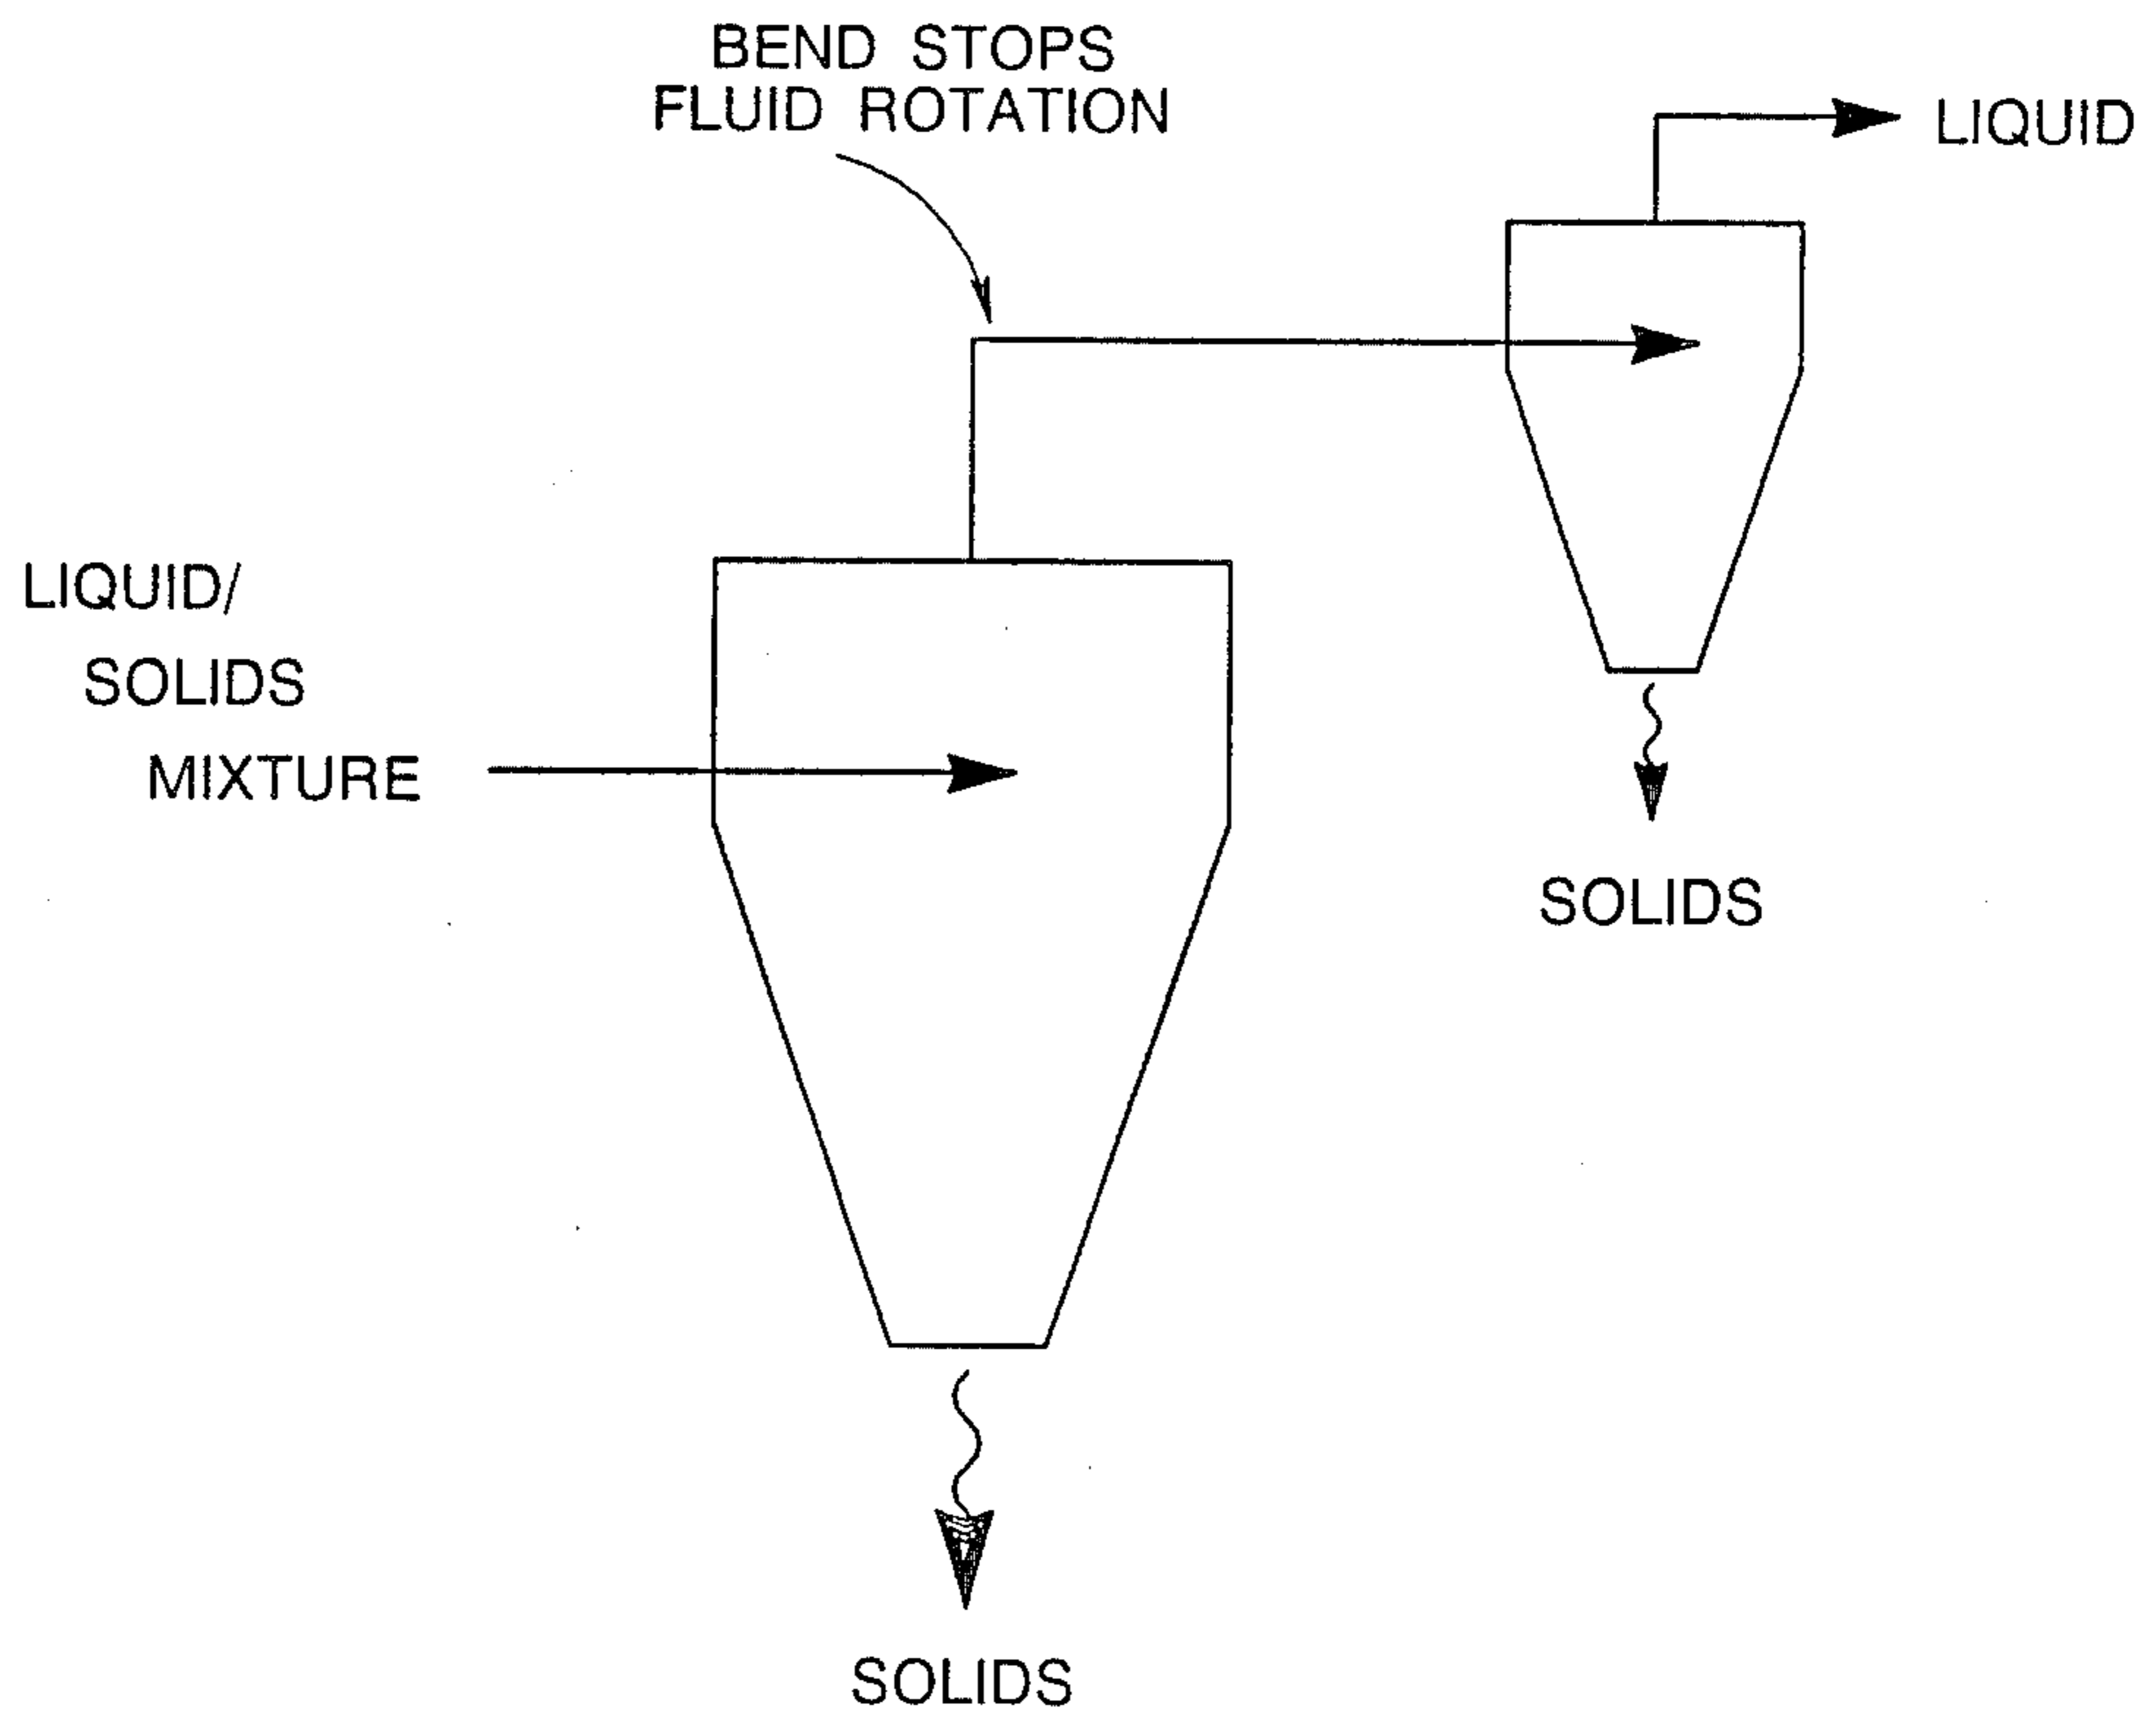 BEND STOPS
FLUID ROTATION
LIQUID
LIQUID/
SOLIDS
MIXTURE
SOLIDS
SOLIDS